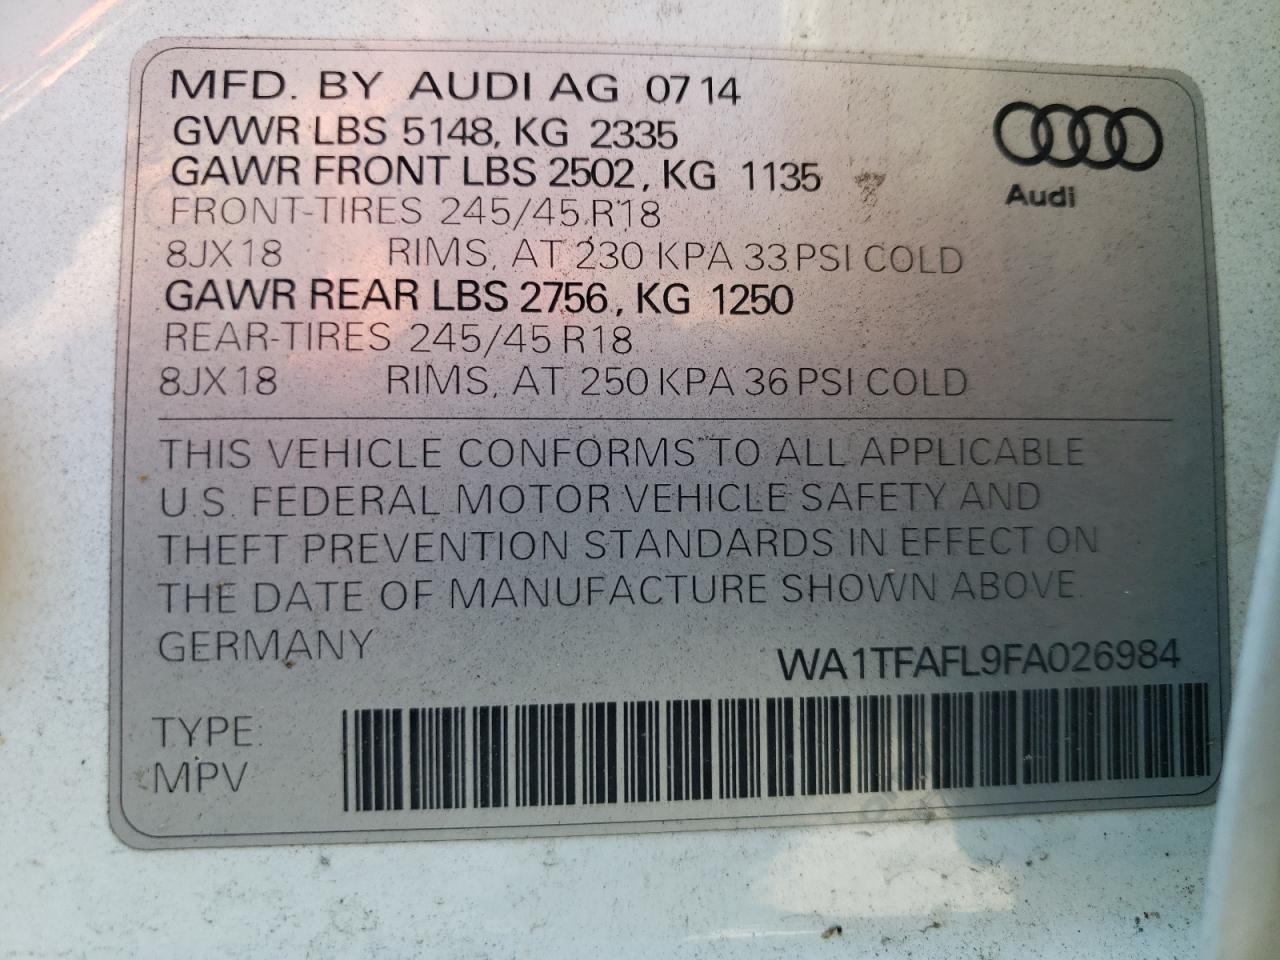 MFD. BY AUDI AG 07 14
GVWR LBS 5148, KG 2335
GAWR FRONT LBS 2502, KG 1135
FRONT-TIRES 245/45 R18
8JX18 RIMS, AT 230 KPA 33 PSI COLD
GAWR REAR LBS 2756, KG 1250
REAR-TIRES 245/45 R18
8JX18 RIMS, AT 250 KPA 36 PSI COLD
Audi
THIS VEHICLE CONFORMS TO ALL APPLICABLE
U.S. FEDERAL MOTOR VEHICLE SAFETY AND
THEFT PREVENTION STANDARDS IN EFFECT ON
THE DATE OF MANUFACTURE SHOWN ABOVE.
GERMANY
WA1TFAFL9FA026984
TYPE:
MPV